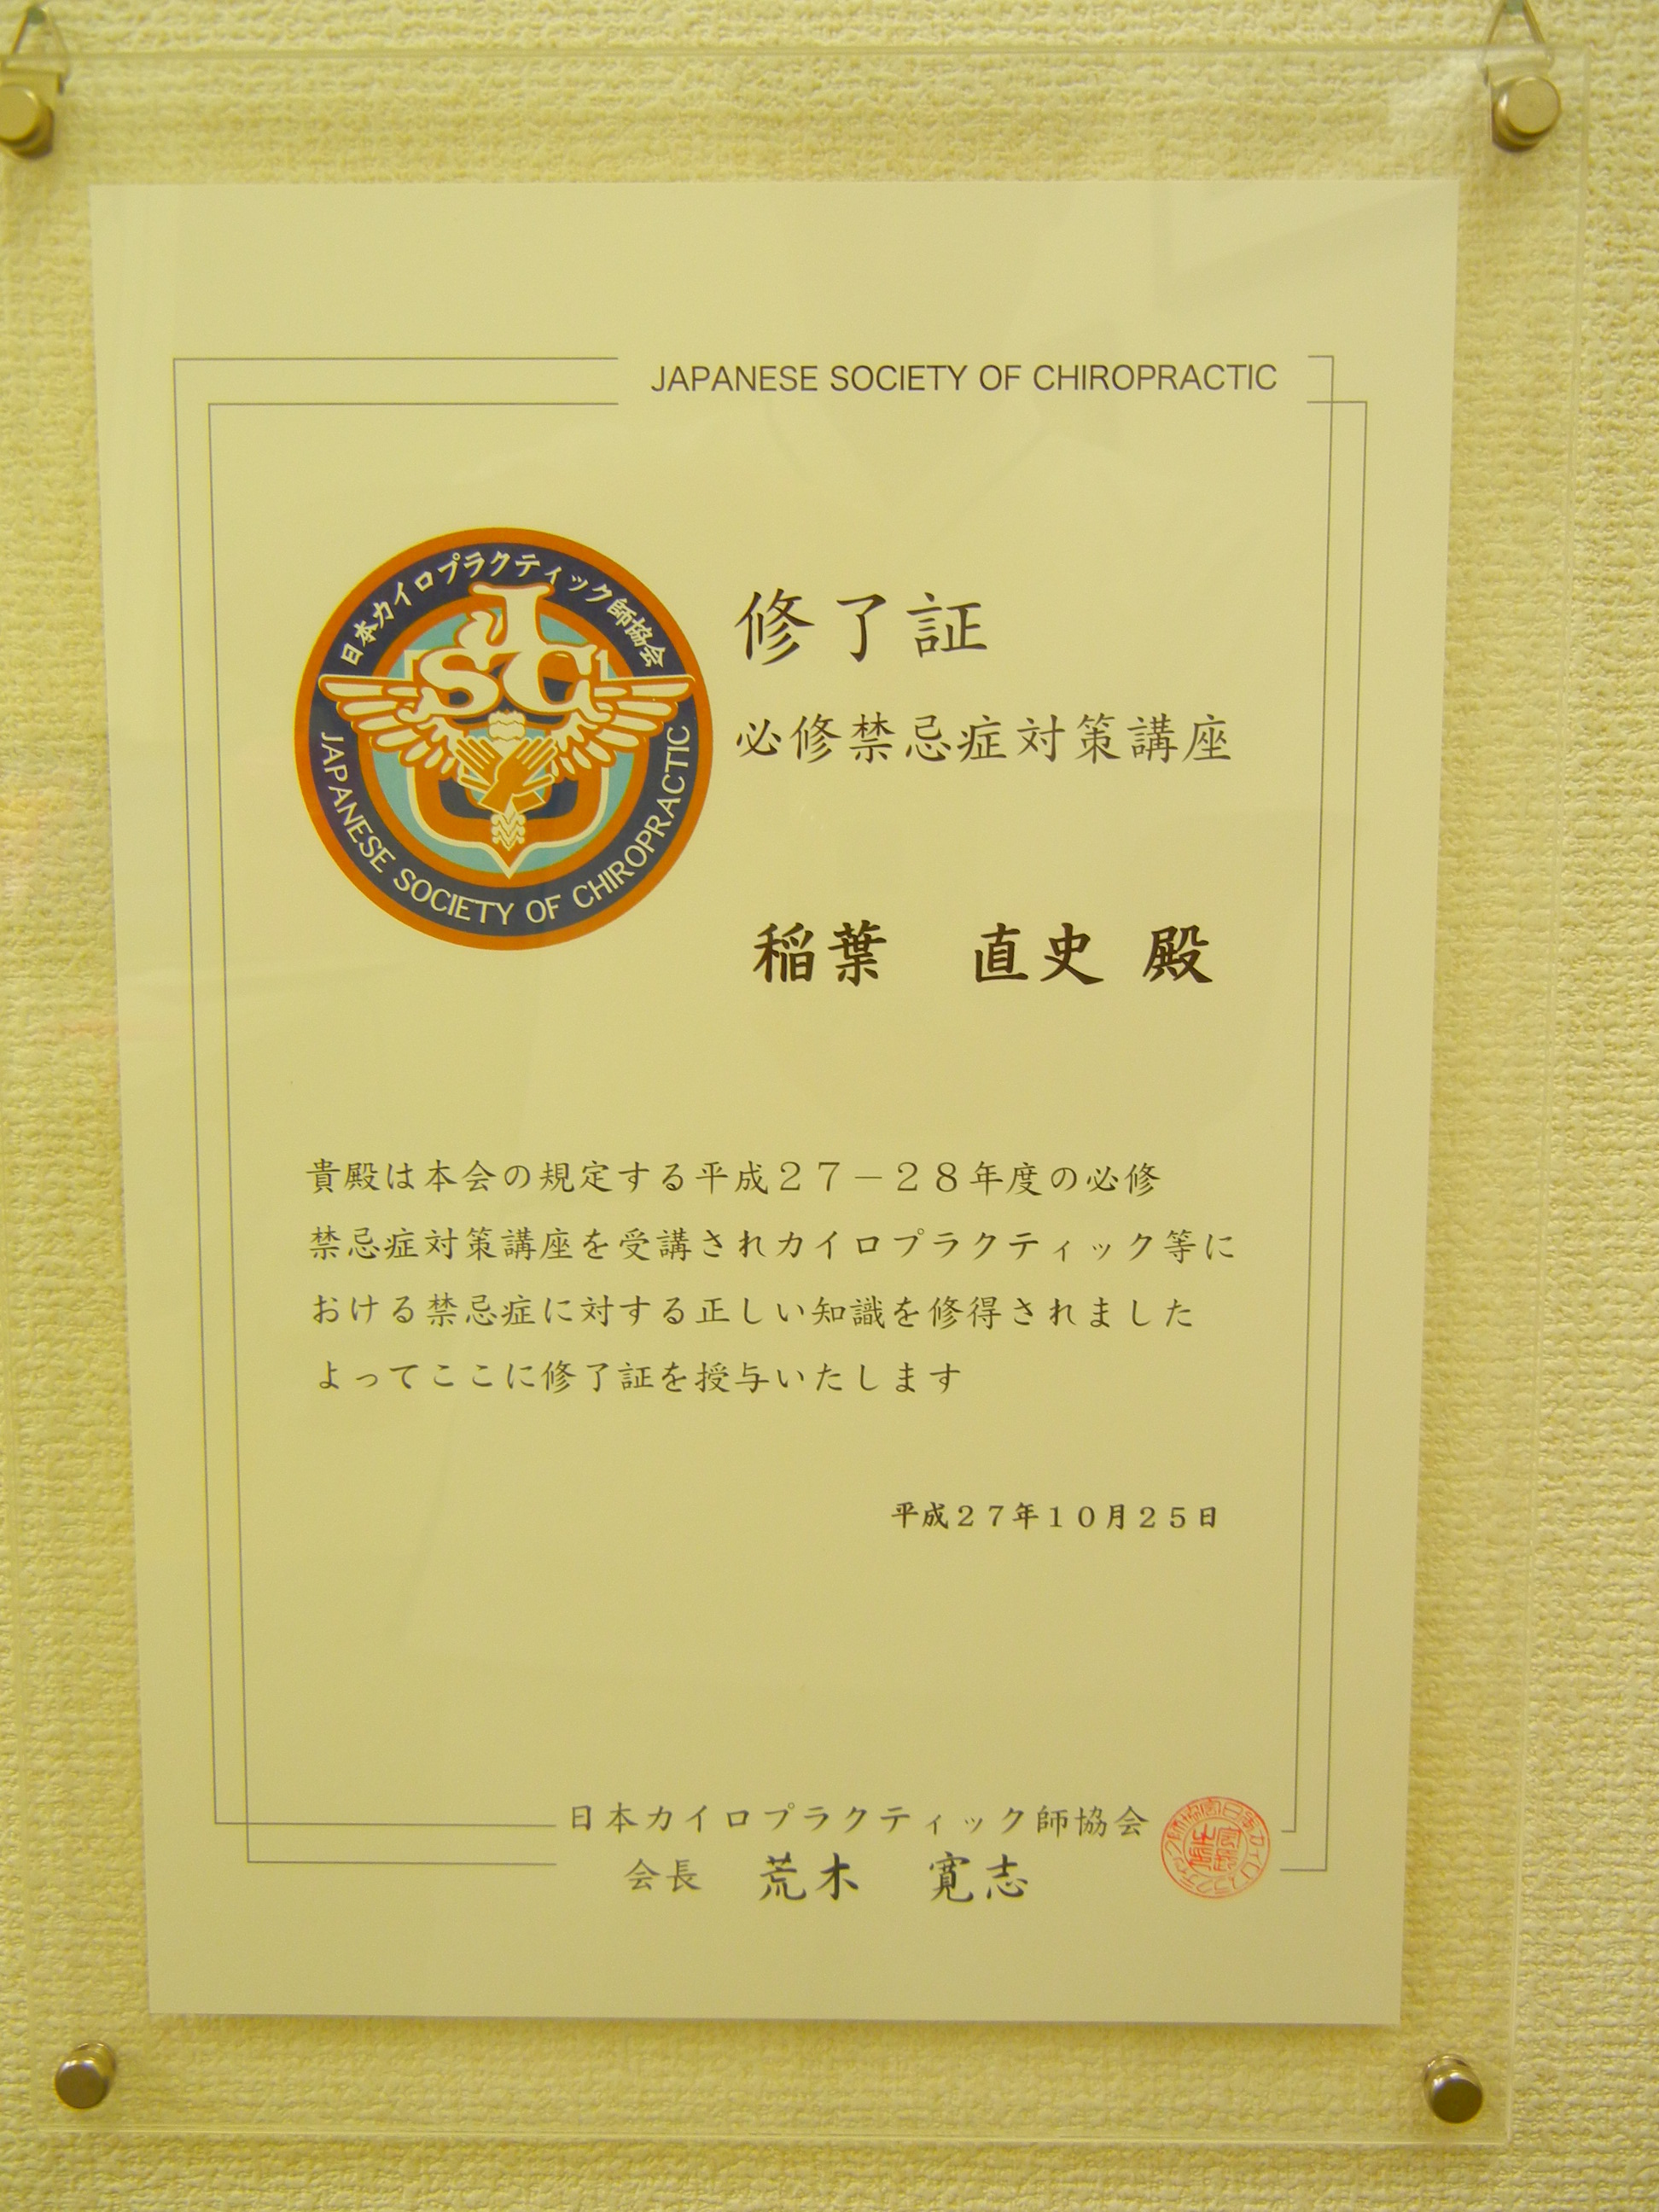 JAPANESE SOCIETY OF CHIROPRACTIC
日本カイロプラクティック師協会
JSC
JAPANESE SOCIETY OF CHIROPRACTIC
修了証
必修禁忌症対策講座
稲葉　直史 殿
貴殿は本会の規定する平成２７－２８年度の必修
禁忌症対策講座を受講されカイロプラクティック等に
おける禁忌症に対する正しい知識を修得されました
よってここに修了証を授与いたします
平成２７年１０月２５日
日本カイロプラクティック師協会
会長　荒木　寛志